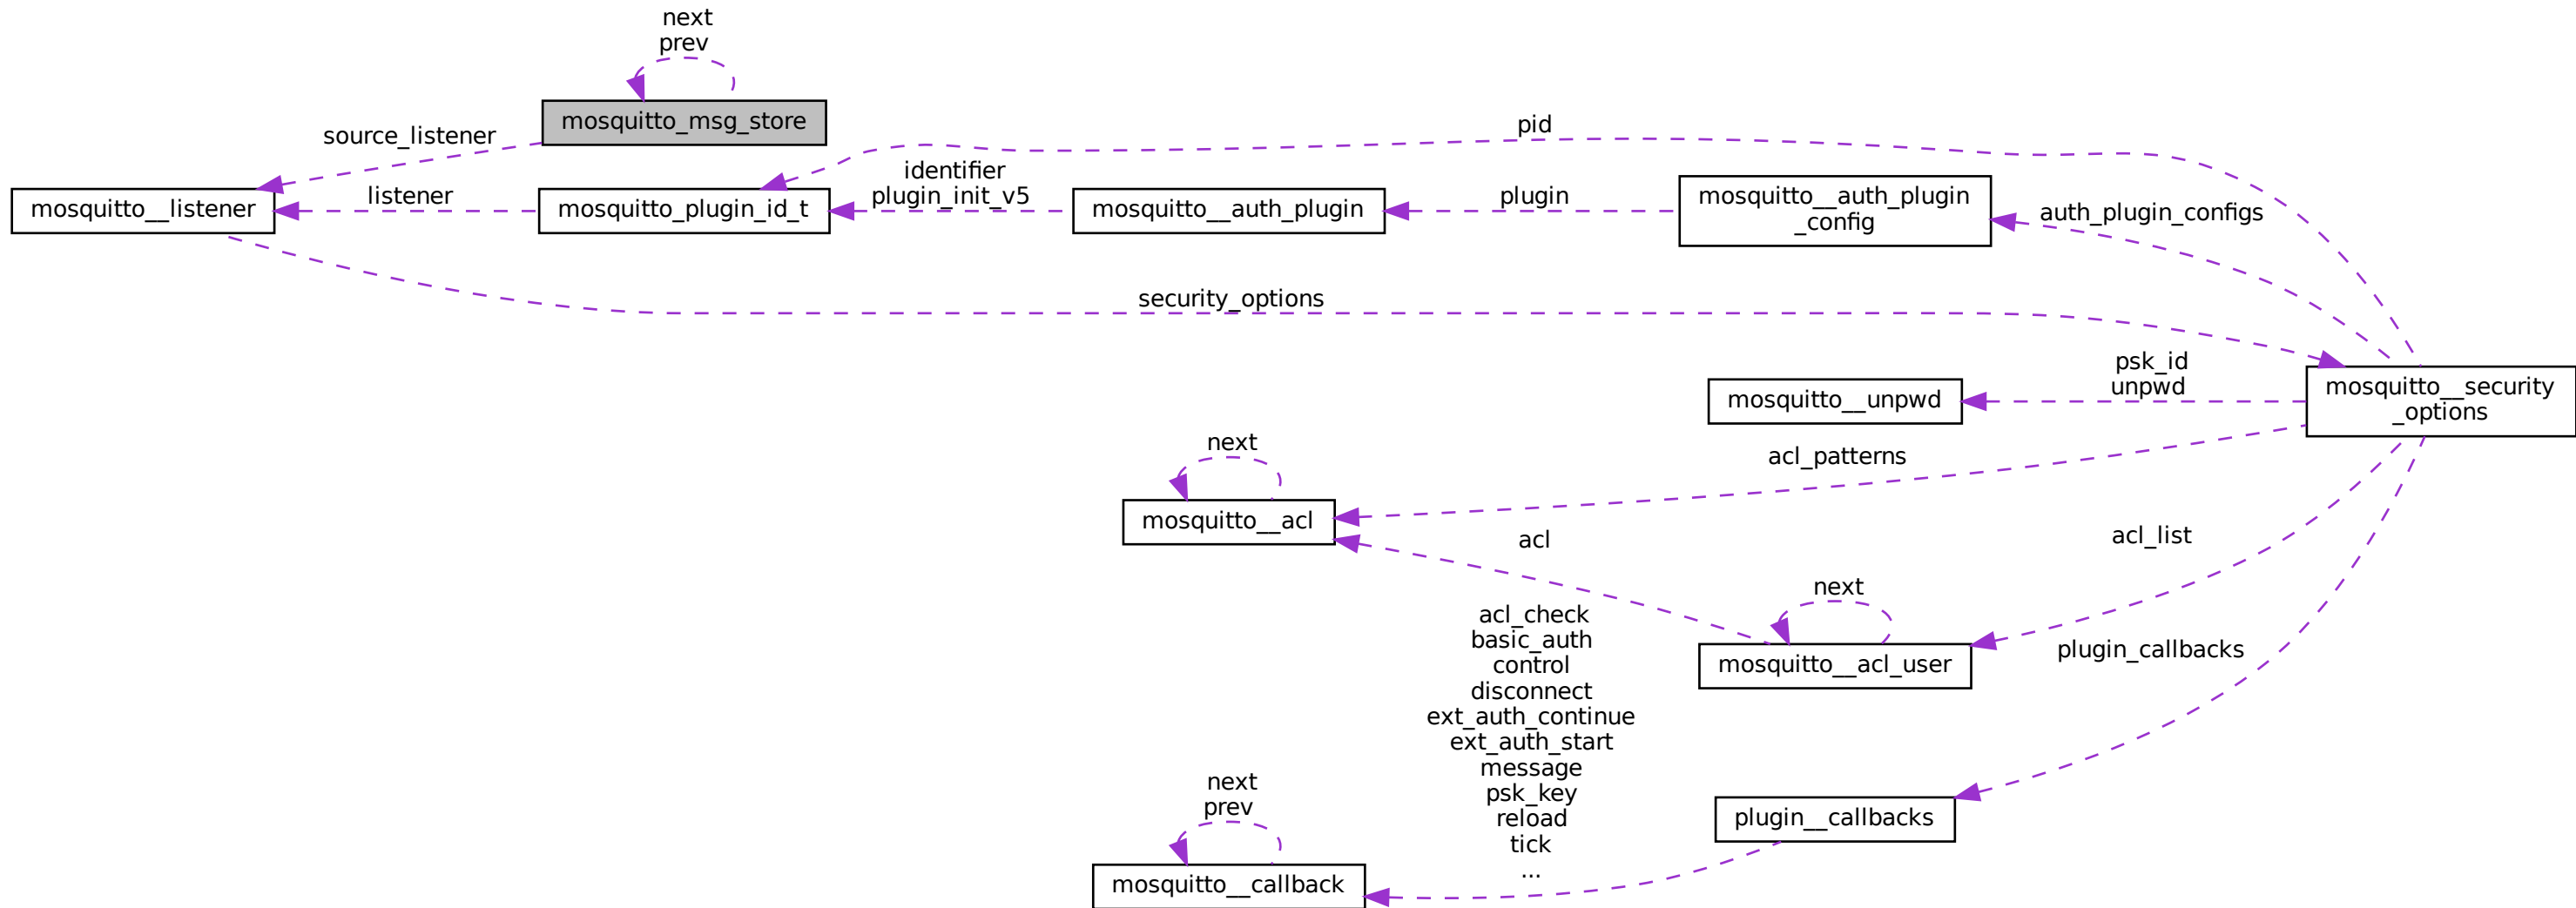 next
prev
mosquitto_msg_store
source_listener
pid
mosquitto__listener
listener
mosquitto_plugin_id_t
identifier
plugin_init_v5
mosquitto__auth_plugin
plugin
mosquitto__auth_plugin
_config
auth_plugin_configs
security_options
psk_id
unpwd
mosquitto__unpwd
mosquitto__security
_options
next
acl_patterns
mosquitto__acl
acl
acl_list
next
mosquitto__acl_user
plugin_callbacks
acl_check
basic_auth
control
disconnect
ext_auth_continue
ext_auth_start
message
psk_key
reload
tick
...
next
prev
plugin__callbacks
mosquitto__callback